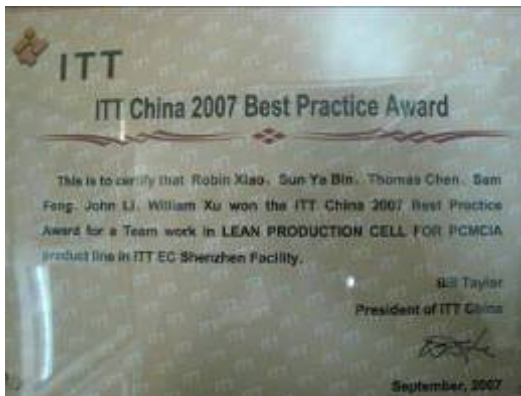 ITT
ITT China 2007 Best Practice Award
This is to certify that Robin Xiao, Sun Ya Bin, Thomas Chen, Sam
Feng, John Li, William Xu won the ITT China 2007 Best Practice
Award for a Team work in LEAN PRODUCTION CELL FOR PCMCIA
product line in ITT EC Shenzhen Facility.
Bill Taylor
President of ITT China
September, 2007